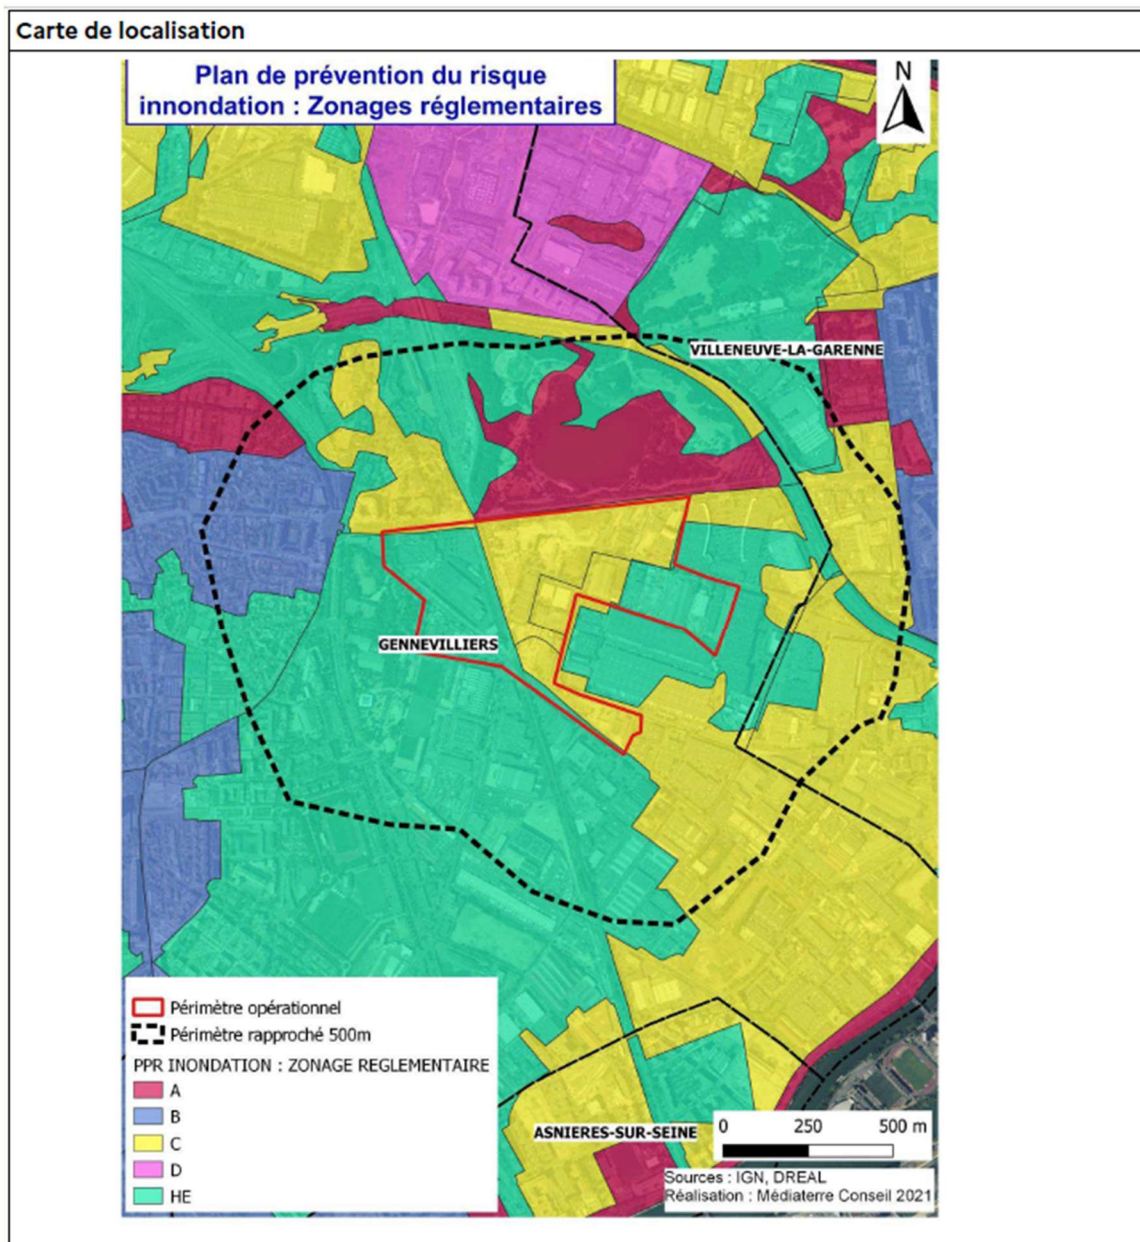 Carte de localisation
Plan de prévention du risque
innondation : Zonages réglementaires
N
VILLENEUVE-LA-GARENNE
GENNEVILLIERS
Périmètre opérationnel
Périmètre rapproché 500m
PPR INONDATION : ZONAGE REGLEMENTAIRE
A
B
C
D
HE
ASNIERES-SUR-SEINE
0 250 500 m
Sources : IGN, DREAL
Réalisation : Médiaterre Conseil 2021